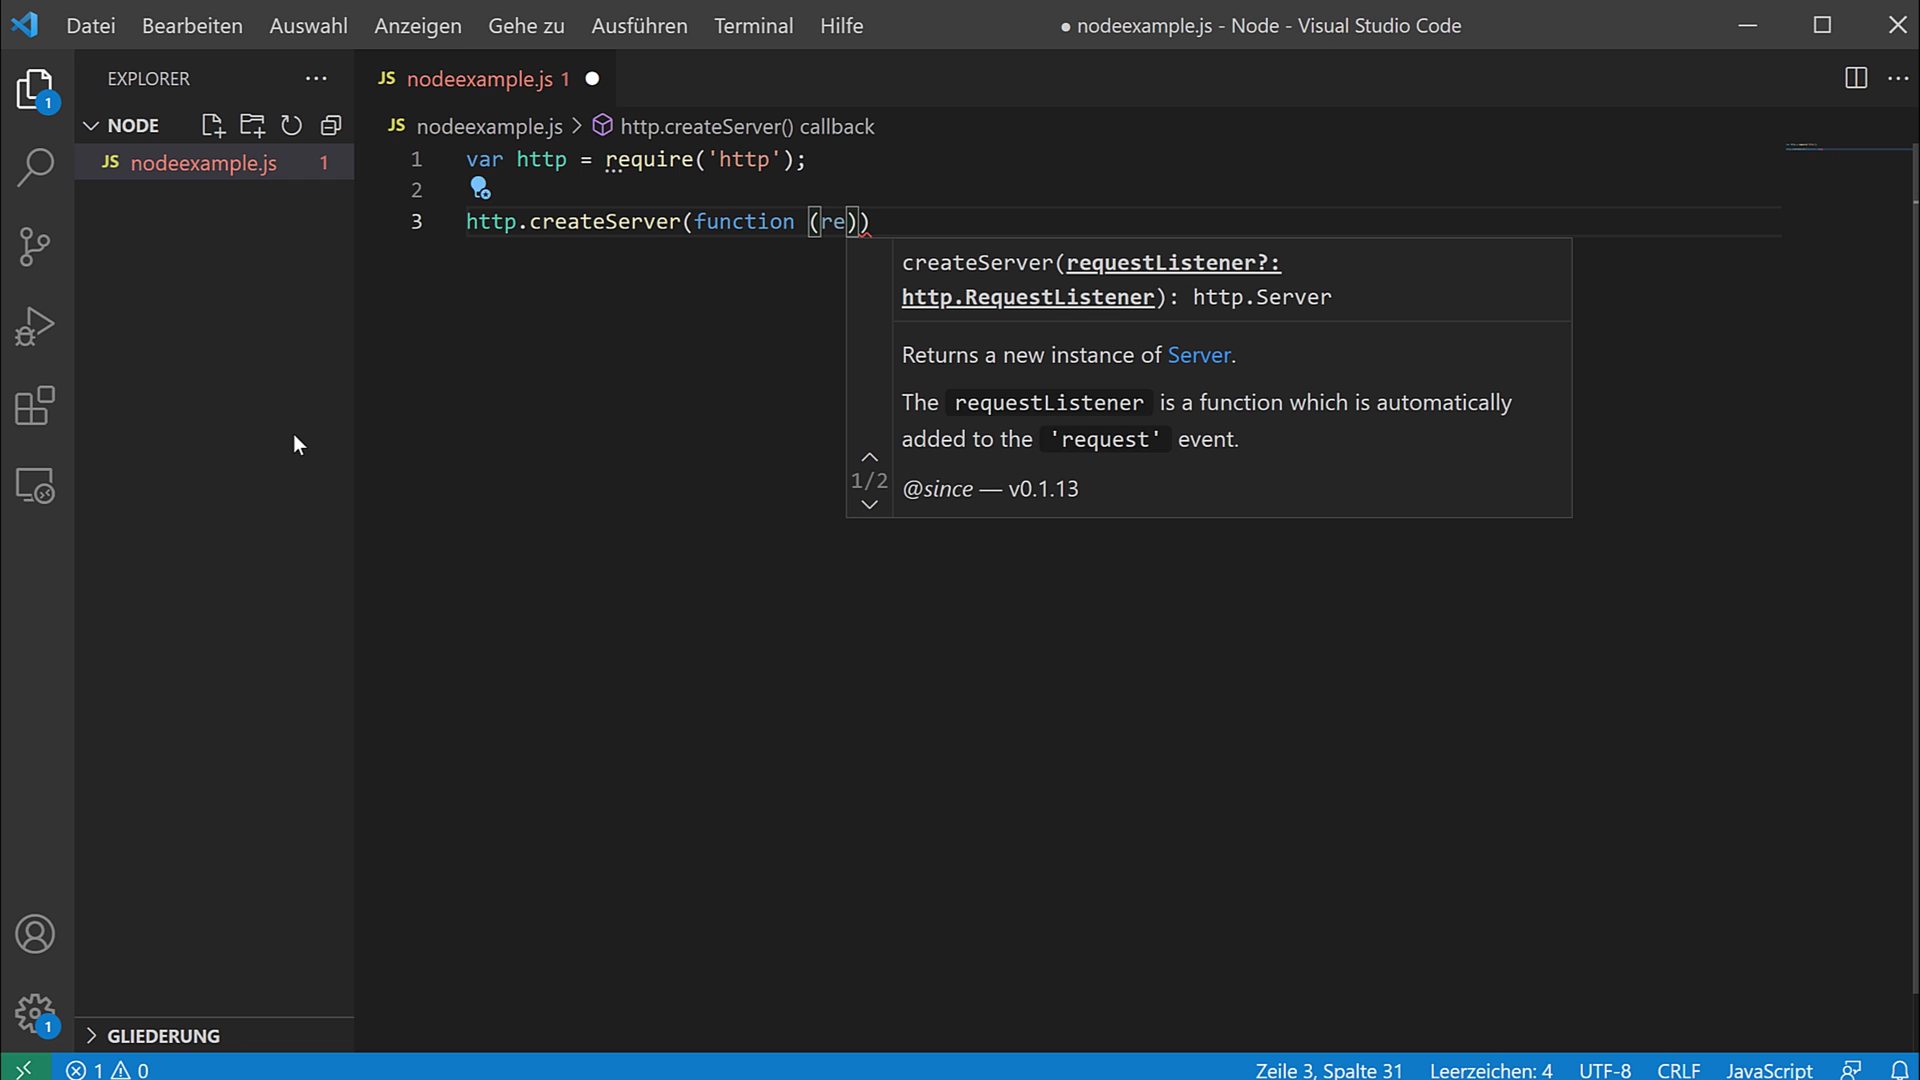 Datei Bearbeiten Auswahl Anzeigen Gehe zu Ausführen Terminal Hilfe ● nodeexample.js - Node - Visual Studio Code
EXPLORER
JS nodeexample.js 1
NODE
JS nodeexample.js > http.createServer() callback
JS nodeexample.js 1
1 var http = require('http');
2
3 http.createServer(function (re))
createServer(requestListener?:
http.RequestListener): http.Server
Returns a new instance of Server.
The requestListener is a function which is automatically
added to the 'request' event.
1/2
@since — v0.1.13
1
1
GLIEDERUNG
1 0 Zeile 3, Spalte 31 Leerzeichen: 4 UTF-8 CRLF JavaScript